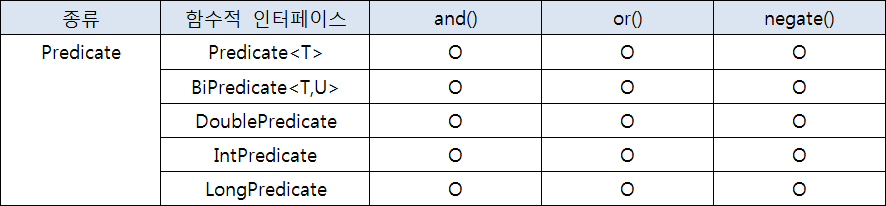 종류 함수적 인터페이스 and() or() negate()
Predicate Predicate<T> O O O
BiPredicate<T,U> O O O
DoublePredicate O O O
IntPredicate O O O
LongPredicate O O O